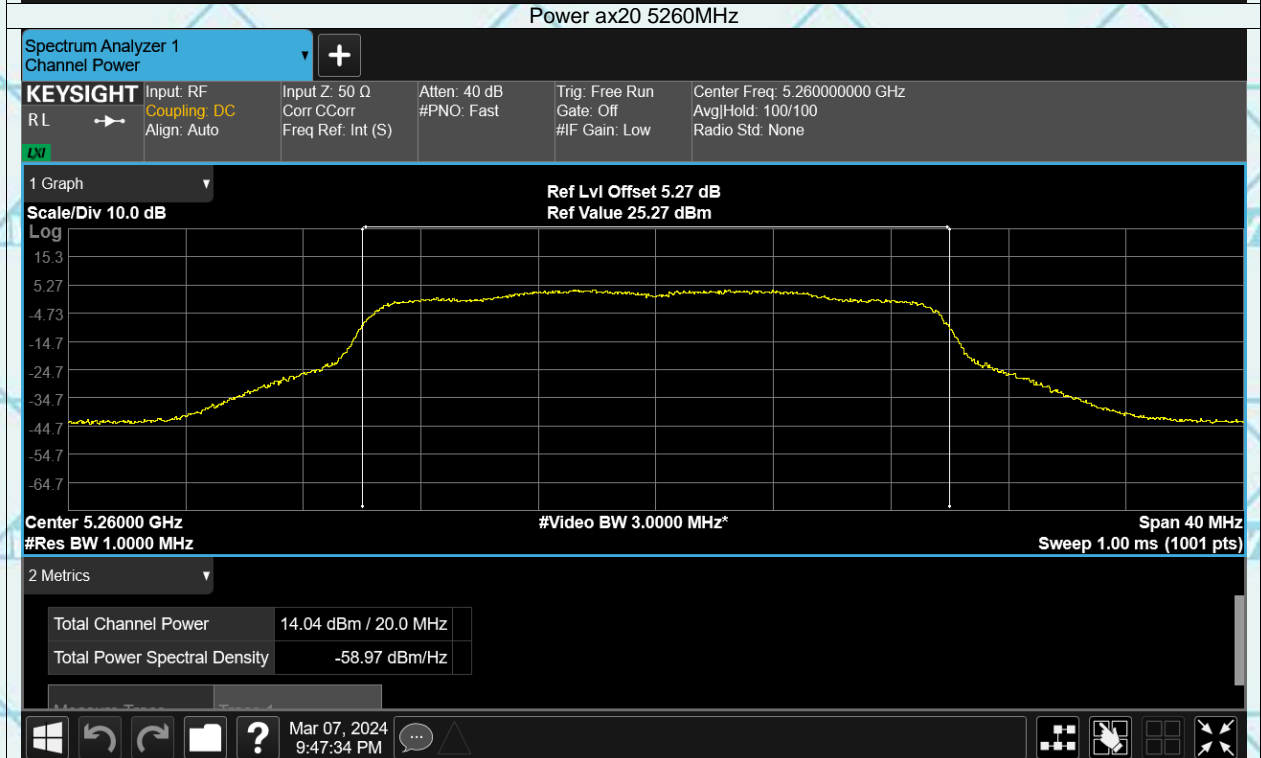 Power ax20 5260MHz
Spectrum Analyzer 1
Channel Power
KEYSIGHT
R L
LXI
Input: RF
Coupling: DC
Align: Auto
Input Z: 50 Ω
Corr CCorr
Freq Ref: Int (S)
Atten: 40 dB
#PNO: Fast
Trig: Free Run
Gate: Off
#IF Gain: Low
Center Freq: 5.260000000 GHz
Avg|Hold: 100/100
Radio Std: None
1 Graph
Scale/Div 10.0 dB
Ref Lvl Offset 5.27 dB
Ref Value 25.27 dBm
Log
15.3
5.27
-4.73
-14.7
-24.7
-34.7
-44.7
-54.7
-64.7
Center 5.26000 GHz
#Res BW 1.0000 MHz
#Video BW 3.0000 MHz*
Span 40 MHz
Sweep 1.00 ms (1001 pts)
2 Metrics
Total Channel Power 14.04 dBm / 20.0 MHz
Total Power Spectral Density -58.97 dBm/Hz
Mar 07, 2024
9:47:34 PM